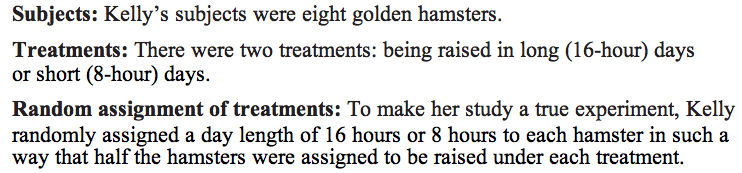 Subjects: Kelly’s subjects were eight golden hamsters.
Treatments: There were two treatments: being raised in long (16-hour) days
or short (8-hour) days.
Random assignment of treatments: To make her study a true experiment, Kelly
randomly assigned a day length of 16 hours or 8 hours to each hamster in such a
way that half the hamsters were assigned to be raised under each treatment.